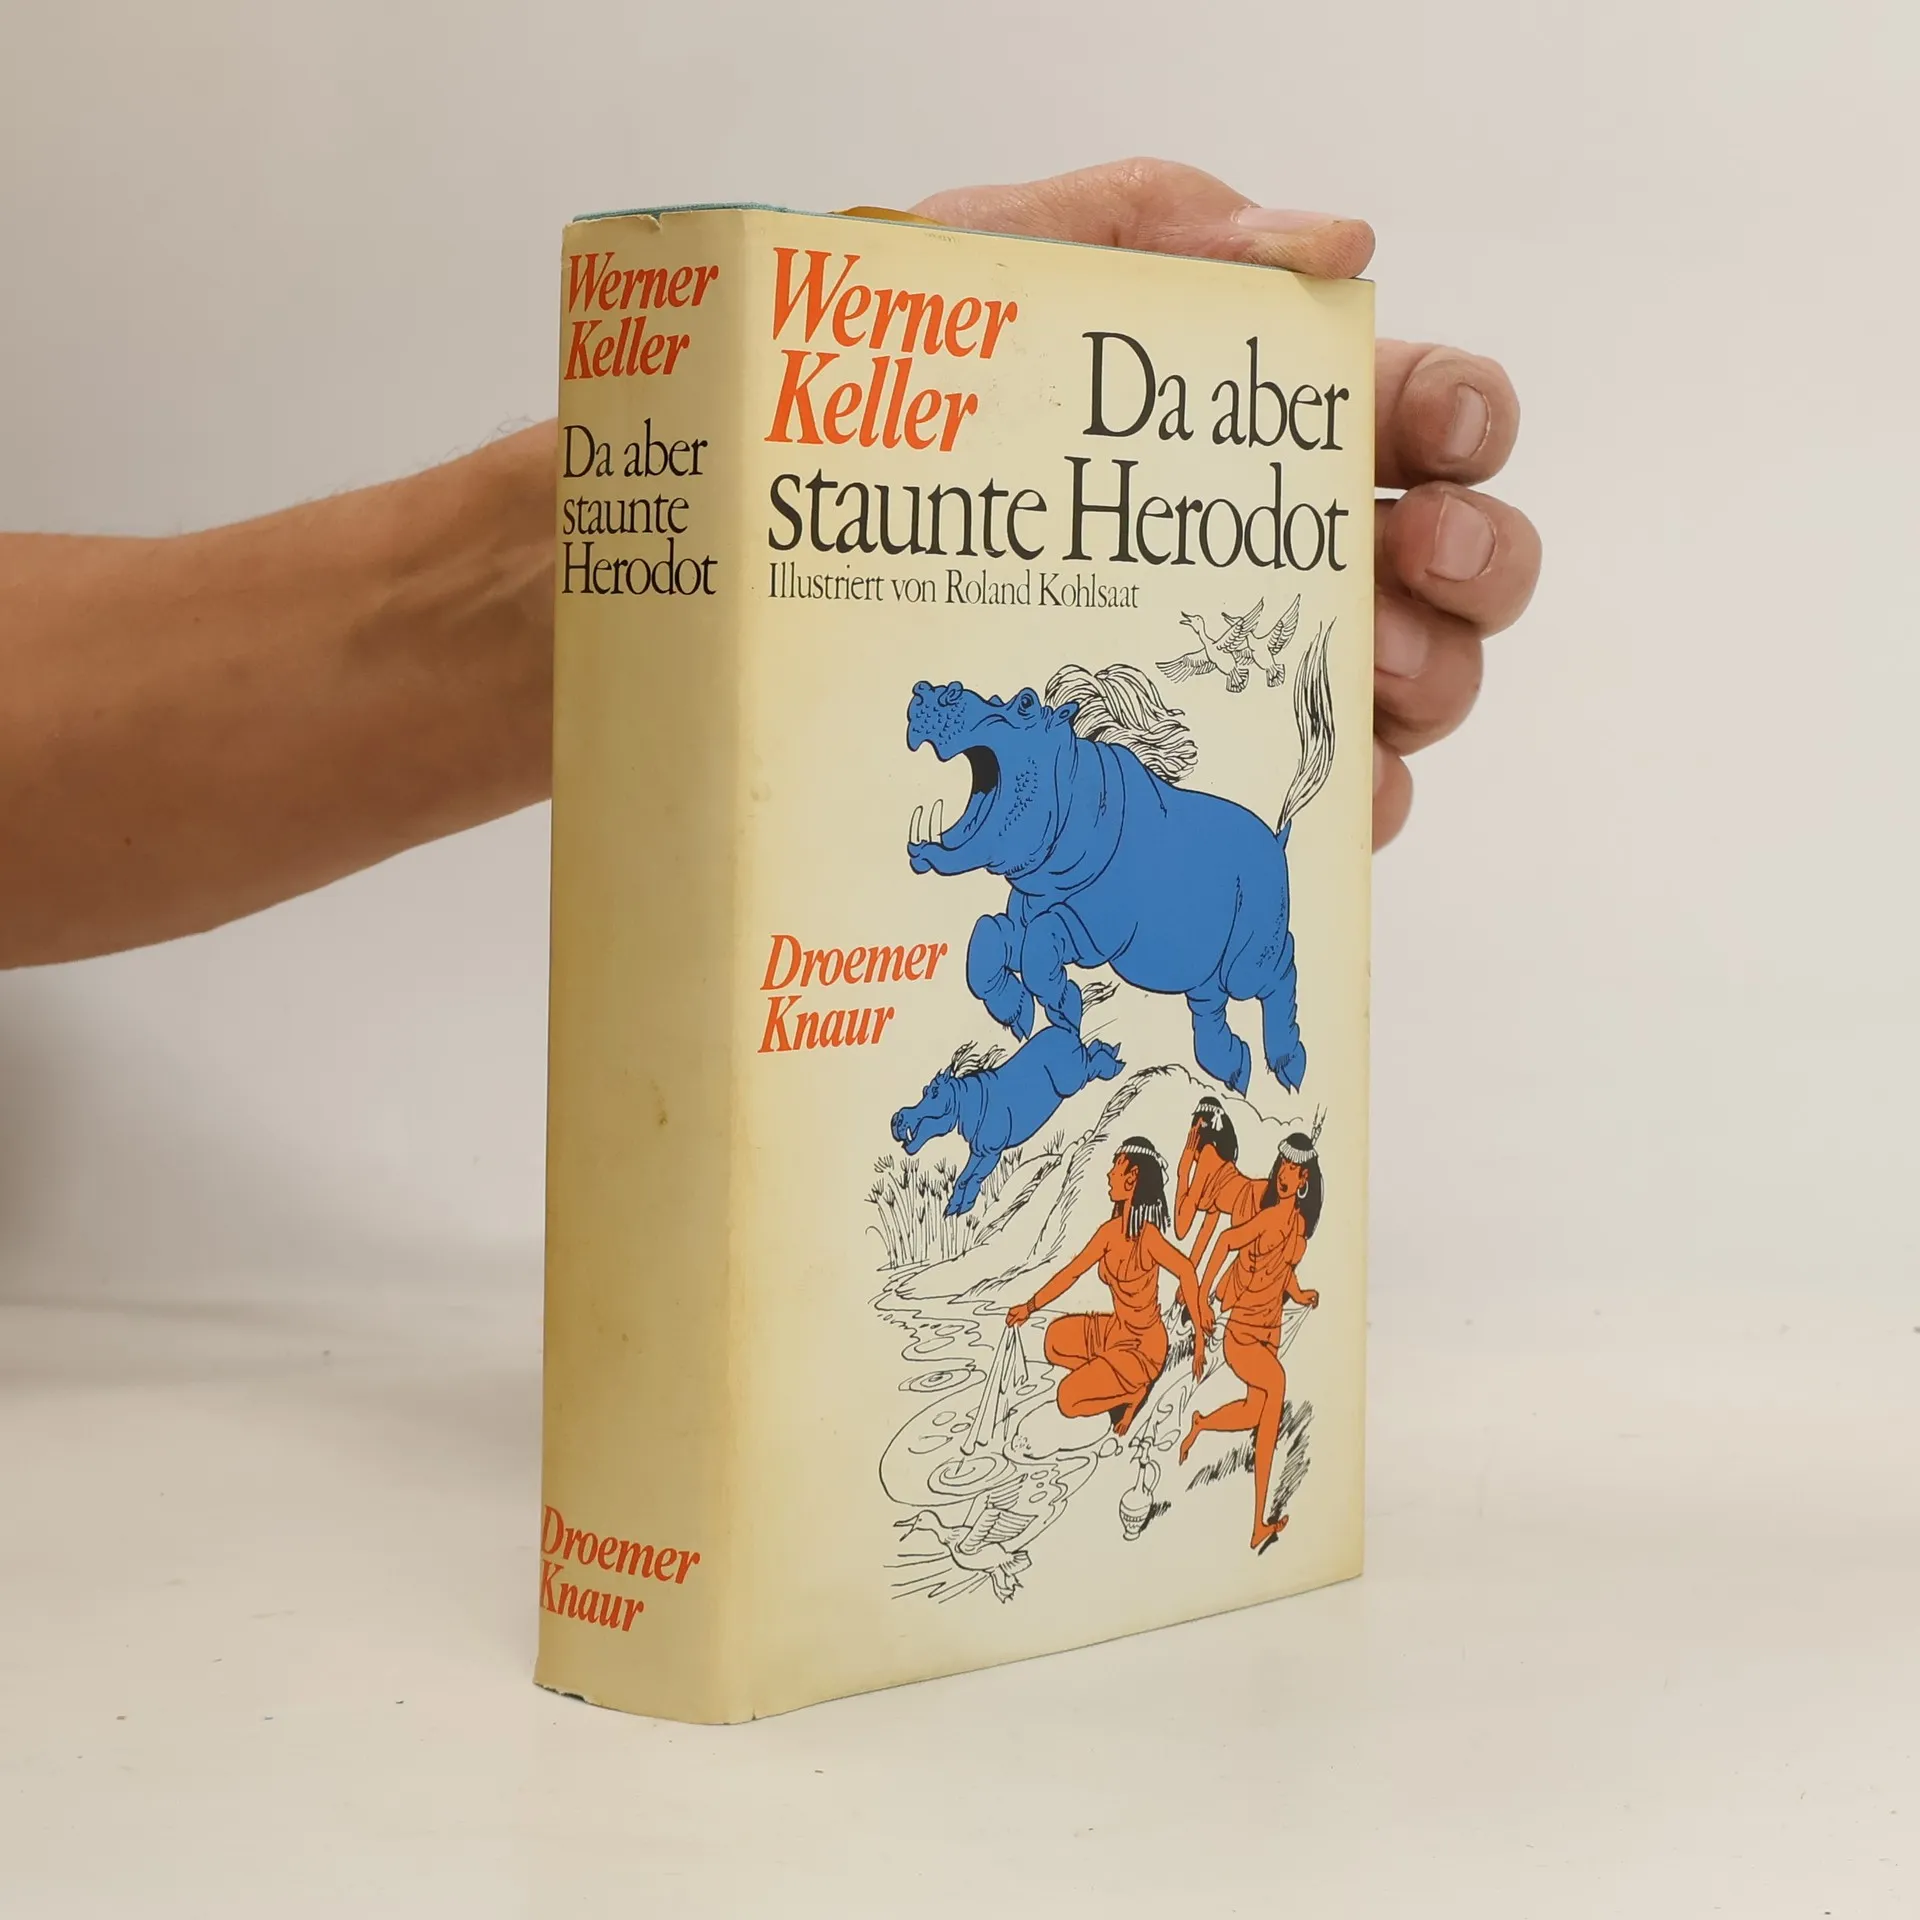 Werner
Keller
Da aber
staunte
Herodot
Droemer
Knaur
Werner
Keller
Da aber
staunte Herodot
Illustriert von Roland Kohlsaat
Droemer
Knaur